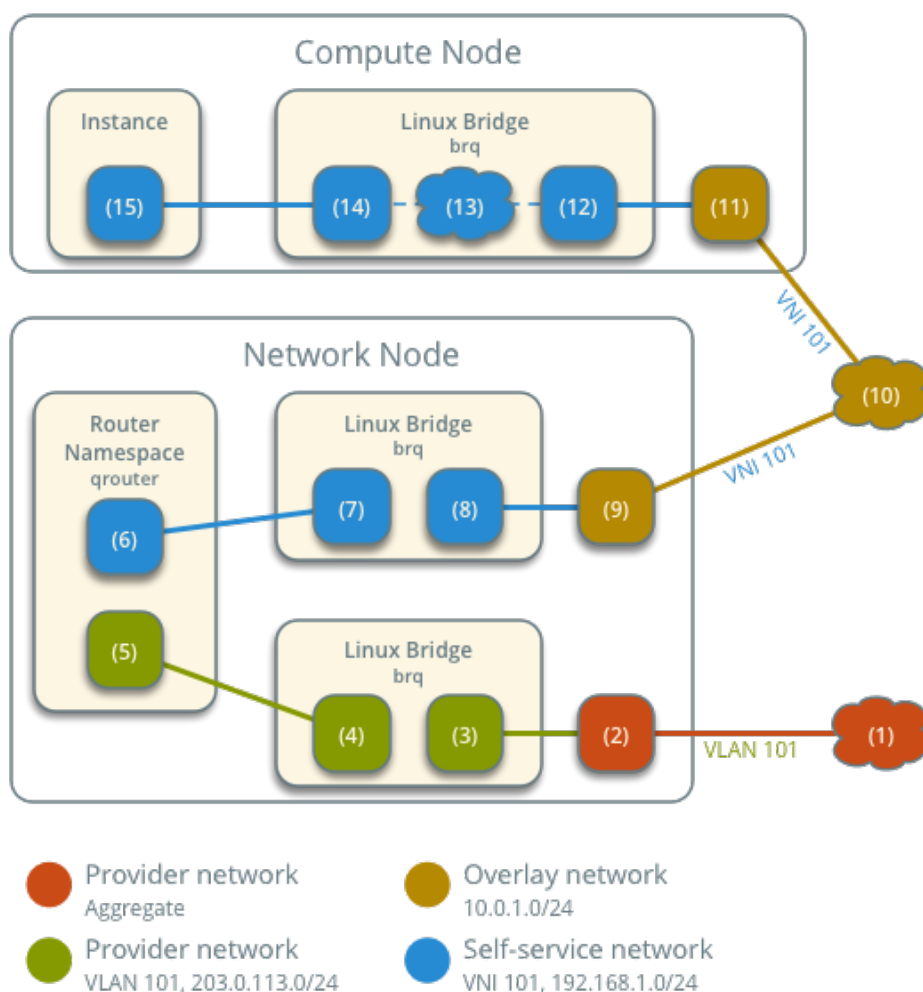 Compute Node
Instance
Linux Bridge
brq
(15)
(14)
(13)
(12)
(11)
VNI 101
Network Node
(10)
Router
Namespace
qrouter
Linux Bridge
brq
VNI 101
(6)
(7)
(8)
(9)
(5)
Linux Bridge
brq
(4)
(3)
(2)
VLAN 101
(1)
Provider network
Aggregate
Overlay network
10.0.1.0/24
Provider network
VLAN 101, 203.0.113.0/24
Self-service network
VNI 101, 192.168.1.0/24